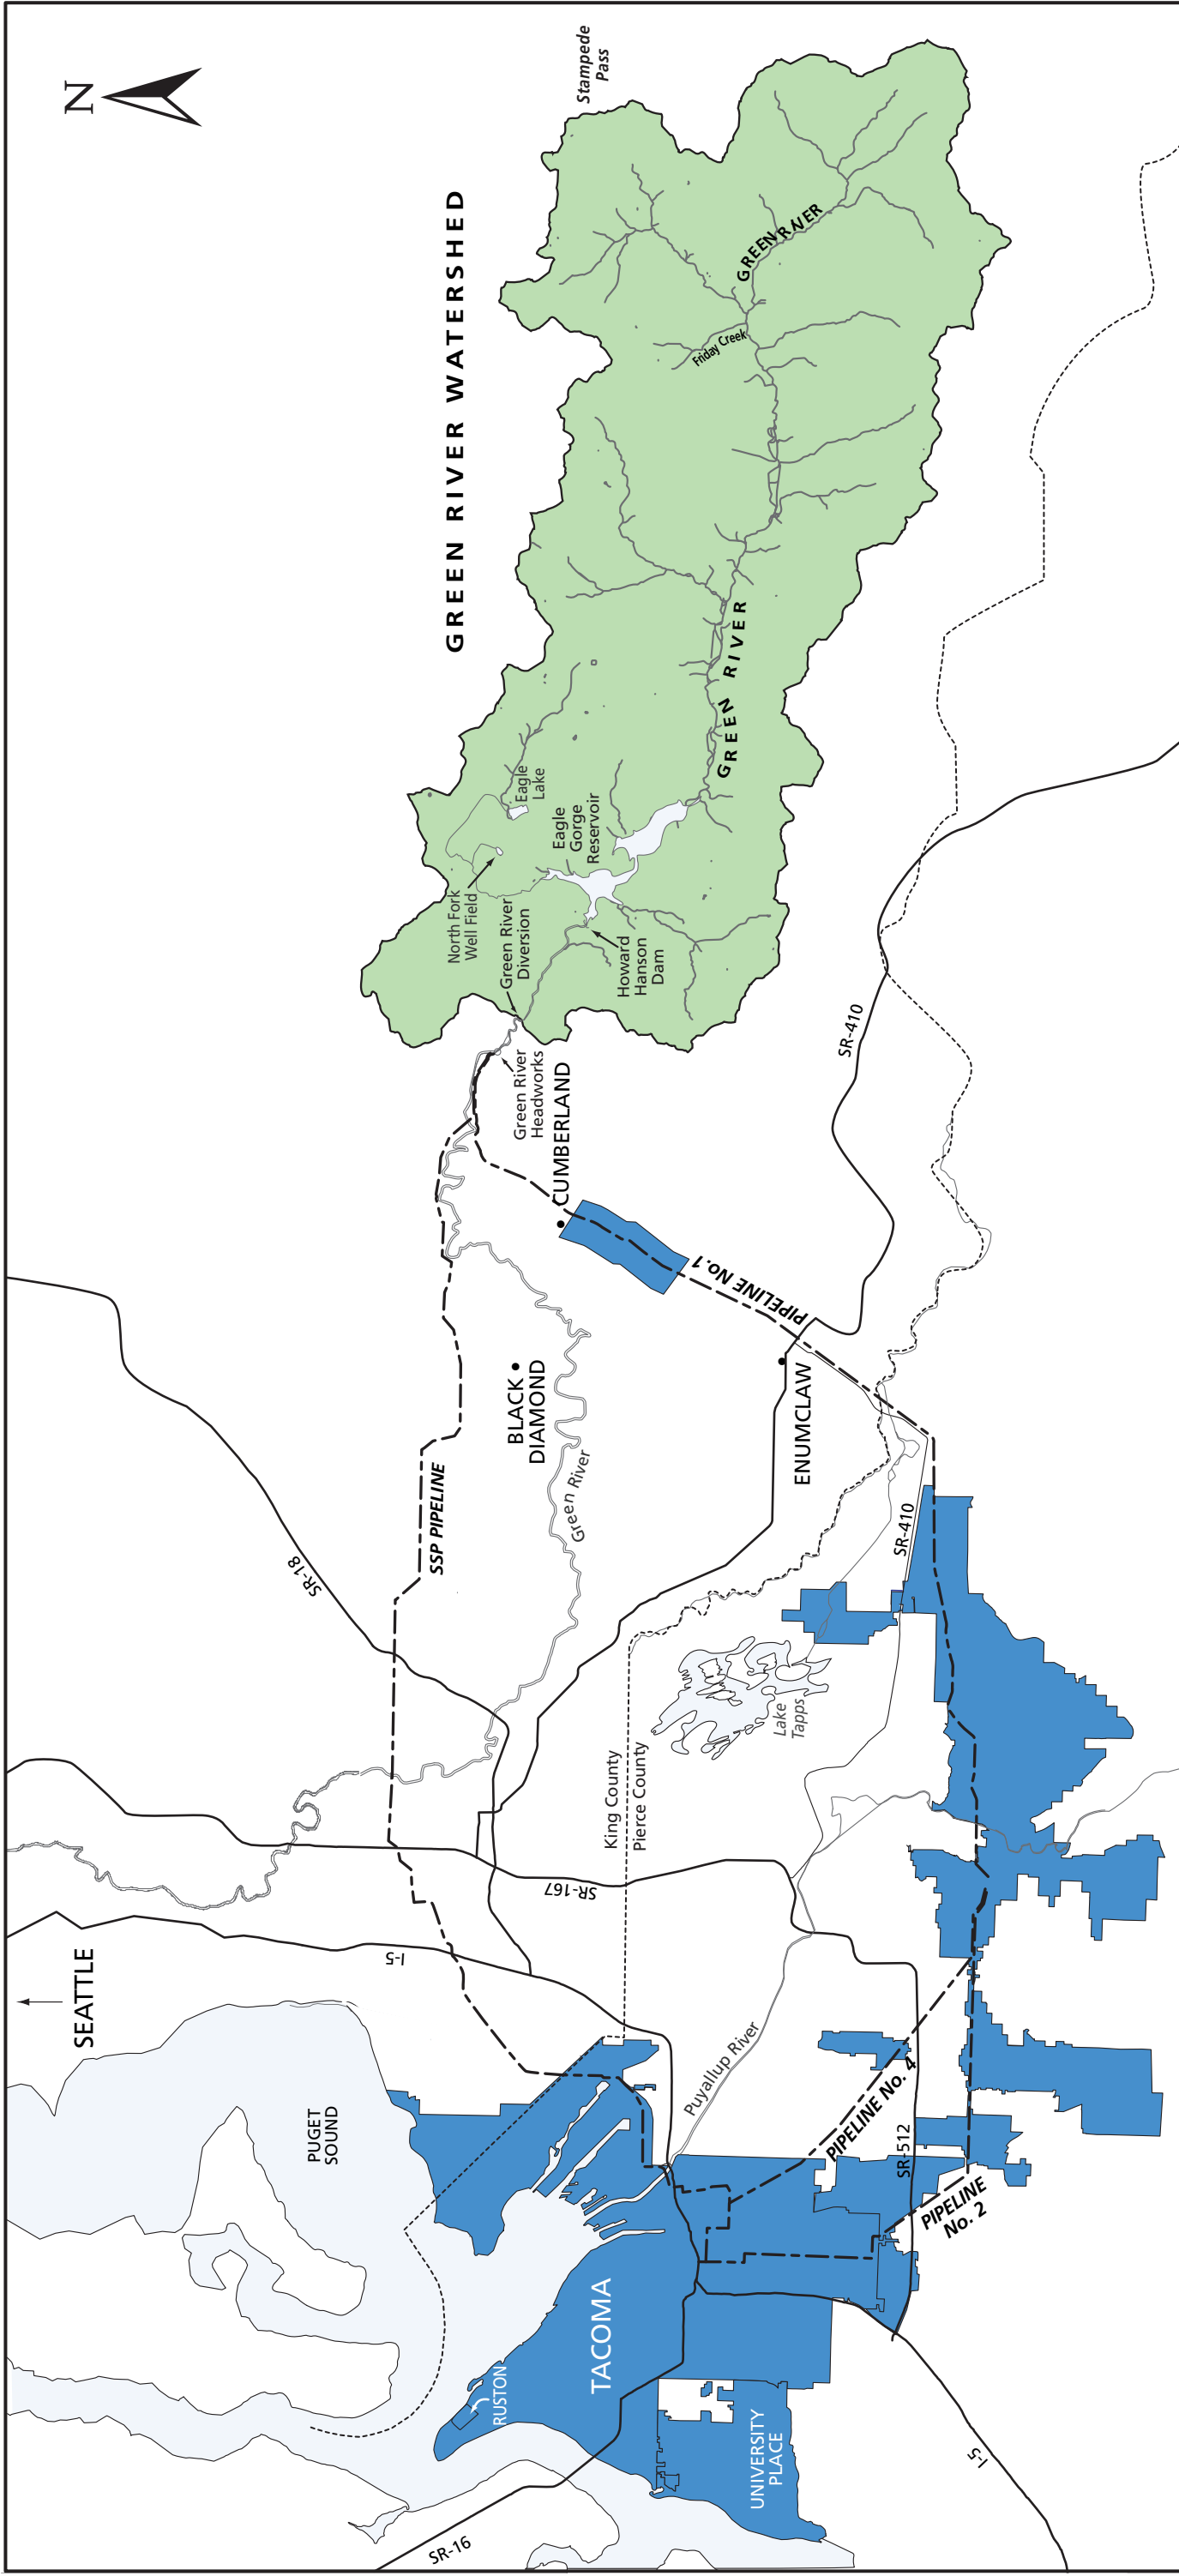 N
Stampede
Pass
GREEN RIVER WATERSHED
GREEN RIVER
Friday Creek
GREEN RIVER
Eagle
Lake
Eagle
Gorge
Reservoir
North Fork
Well Field
Green River
Diversion
Howard
Hanson
Dam
Green River
Headworks
CUMBERLAND
SR-410
PIPELINE No.1
BLACK
DIAMOND
ENUMCLAW
SSP PIPELINE
Green River
SR-18
SR-410
Lake
Tapps
King County
Pierce County
SR-167
I-5
SEATTLE
PUGET
SOUND
Puyallup River
PIPELINE No. 4
SR-512
PIPELINE
No. 2
TACOMA
RUSTON
UNIVERSITY
PLACE
I-5
SR-16